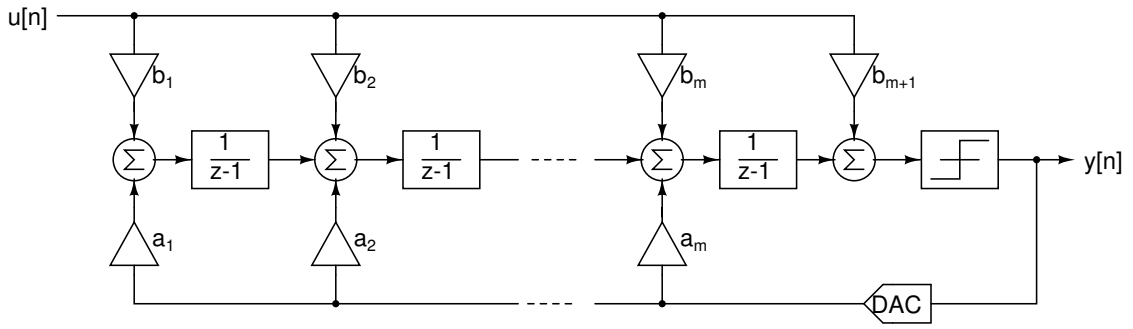 u[n]
b1 b2 bm bm+1
Σ 1 Σ 1 Σ 1 Σ
z-1 z-1 z-1
y[n]
a1 a2 am
DAC